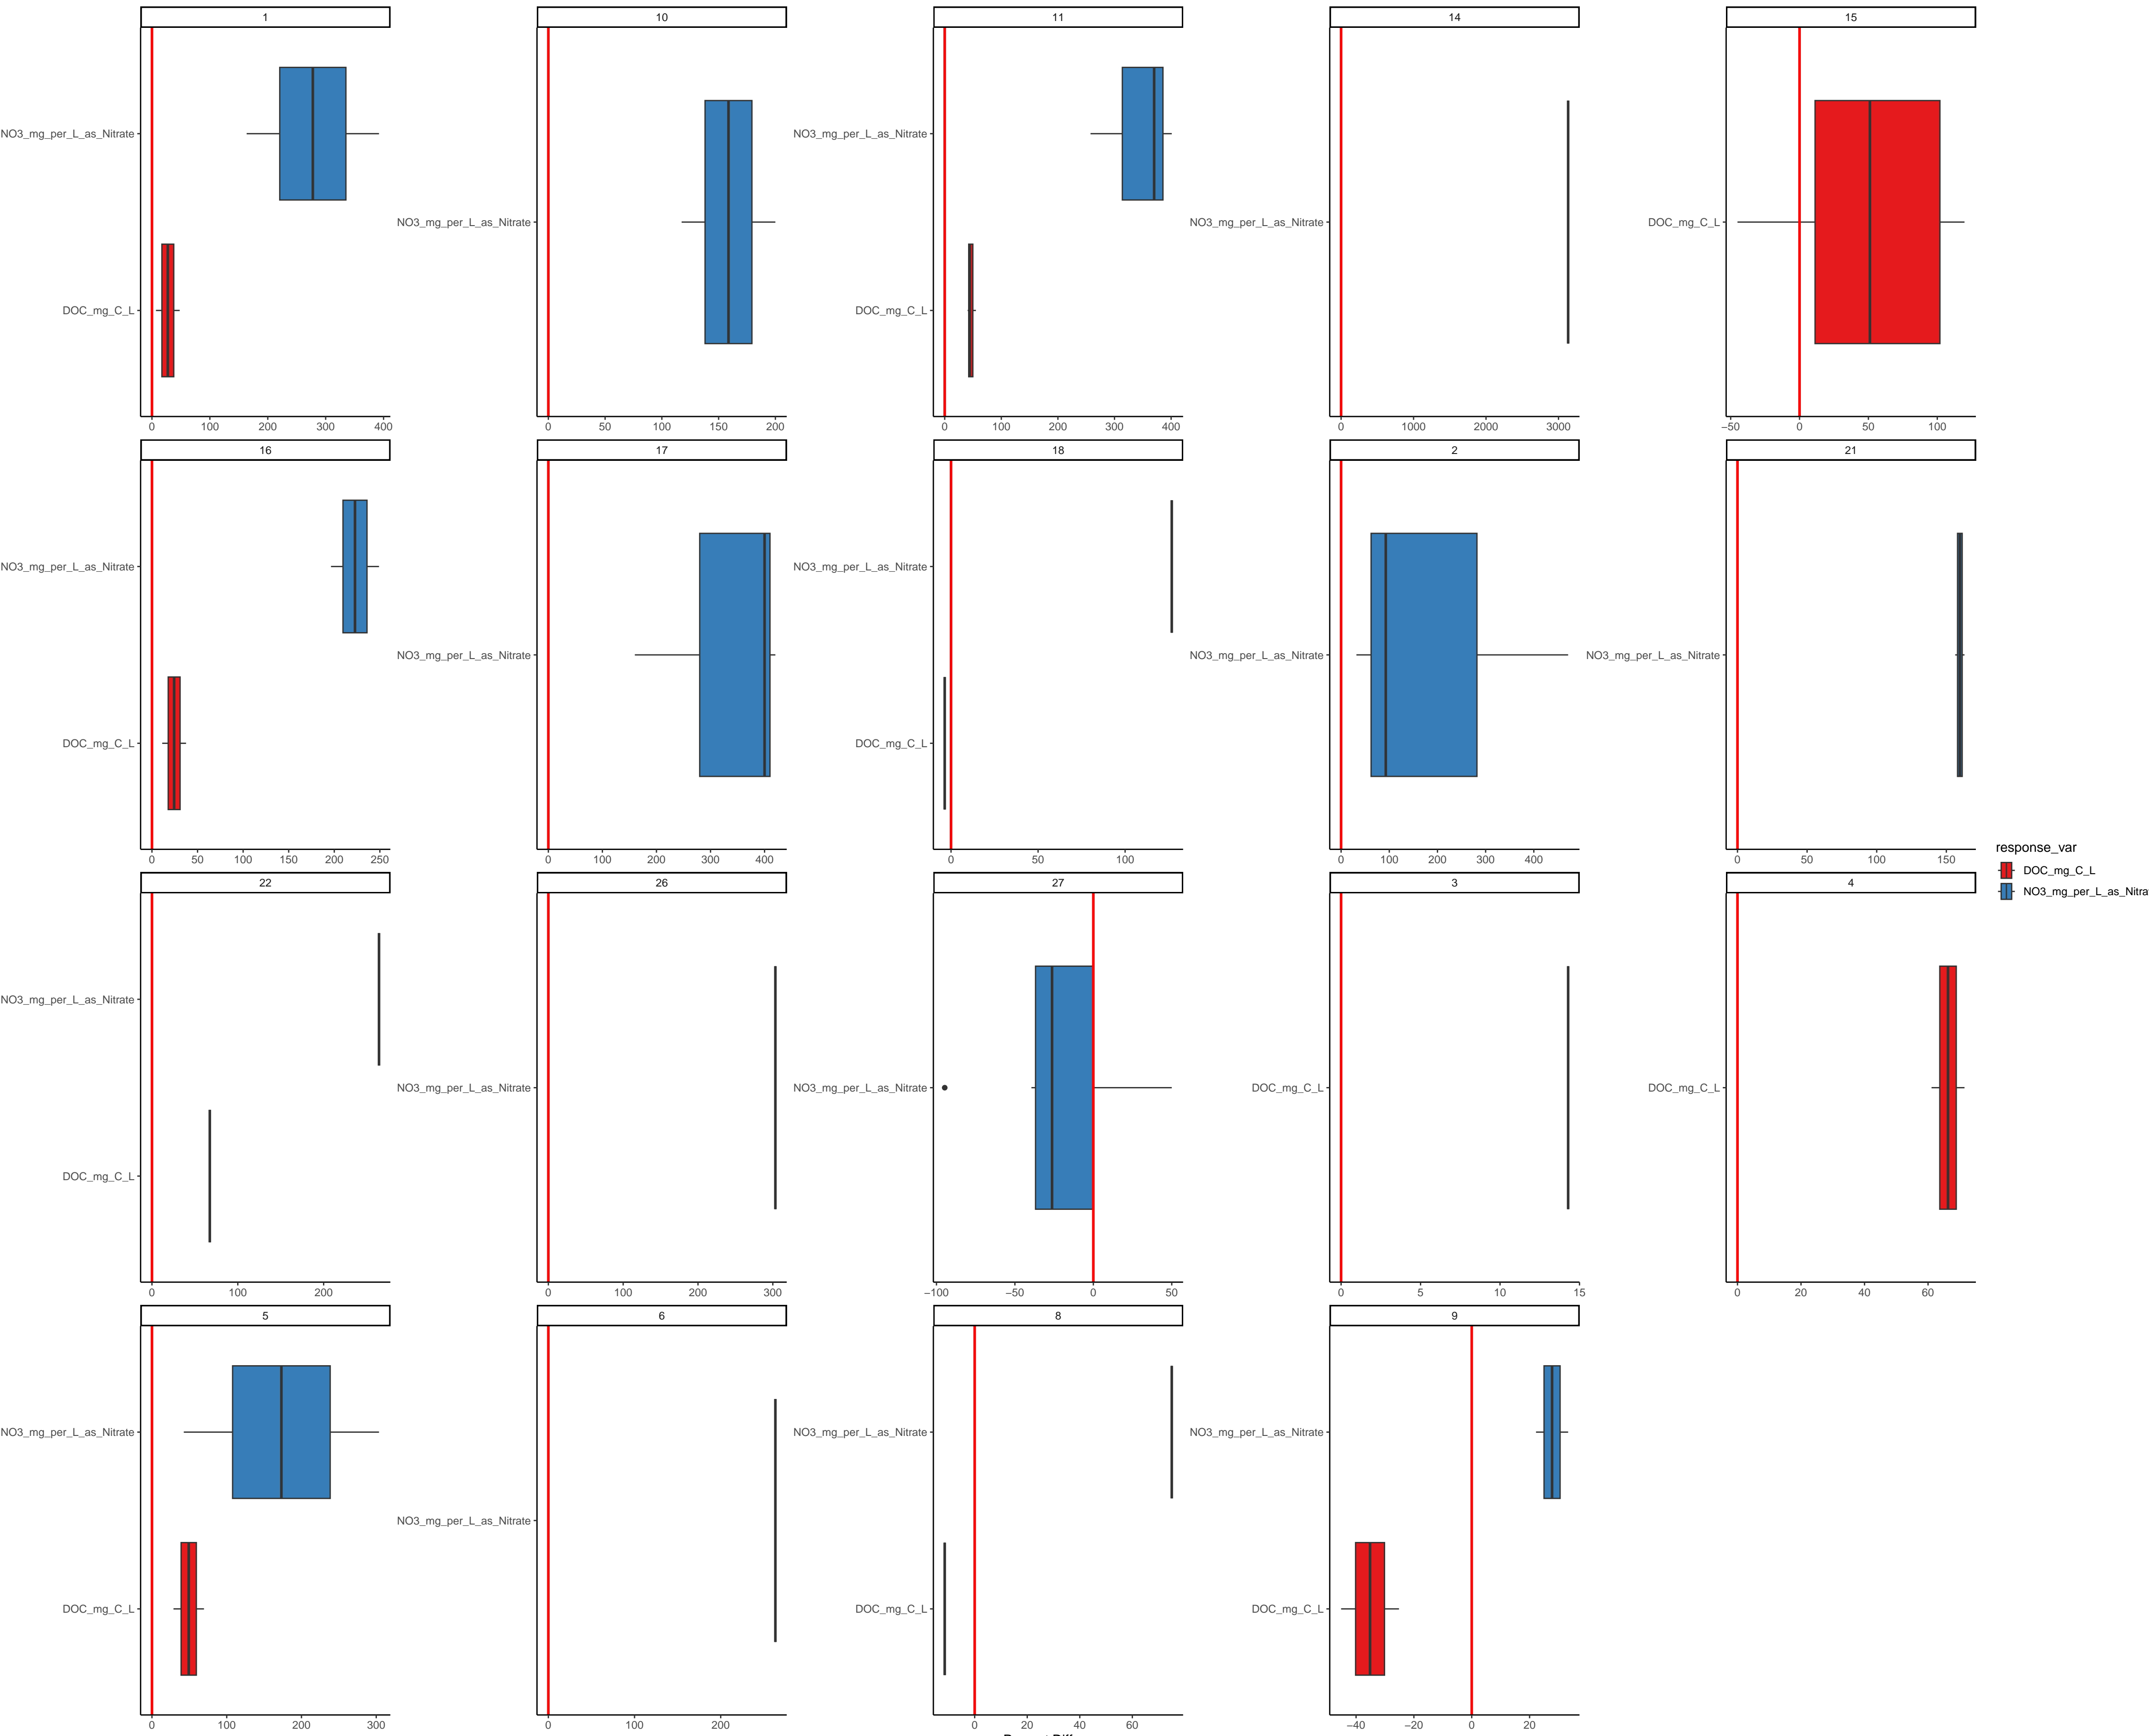 1
10
11
14
15
NO3_mg_per_L_as_Nitrate
DOC_mg_C_L
0 100 200 300 400
NO3_mg_per_L_as_Nitrate
0 50 100 150 200
NO3_mg_per_L_as_Nitrate
DOC_mg_C_L
0 100 200 300 400
NO3_mg_per_L_as_Nitrate
0 1000 2000 3000
DOC_mg_C_L
−50 0 50 100
16
17
18
2
21
NO3_mg_per_L_as_Nitrate
DOC_mg_C_L
0 50 100 150 200 250
NO3_mg_per_L_as_Nitrate
0 100 200 300 400
NO3_mg_per_L_as_Nitrate
DOC_mg_C_L
0 50 100
NO3_mg_per_L_as_Nitrate
0 100 200 300 400
NO3_mg_per_L_as_Nitrate
0 50 100 150
response_var
DOC_mg_C_L
NO3_mg_per_L_as_Nitra
22
26
27
3
4
NO3_mg_per_L_as_Nitrate
DOC_mg_C_L
0 100 200
NO3_mg_per_L_as_Nitrate
0 100 200 300
NO3_mg_per_L_as_Nitrate
−100 −50 0 50
DOC_mg_C_L
0 5 10 15
DOC_mg_C_L
0 20 40 60
5
6
8
9
NO3_mg_per_L_as_Nitrate
DOC_mg_C_L
0 100 200 300
NO3_mg_per_L_as_Nitrate
0 100 200
NO3_mg_per_L_as_Nitrate
DOC_mg_C_L
0 20 40 60
NO3_mg_per_L_as_Nitrate
DOC_mg_C_L
−40 −20 0 20